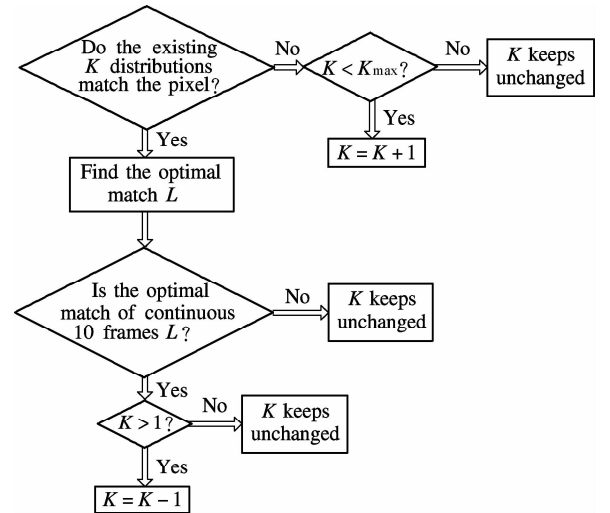 Do the existing
K distributions
match the pixel?
No
K < Kmax?
No
K keeps
unchanged
Yes
K = K + 1
Yes
Find the optimal
match L
Is the optimal
match of continuous
10 frames L?
No
K keeps
unchanged
Yes
K > 1?
No
K keeps
unchanged
Yes
K = K − 1